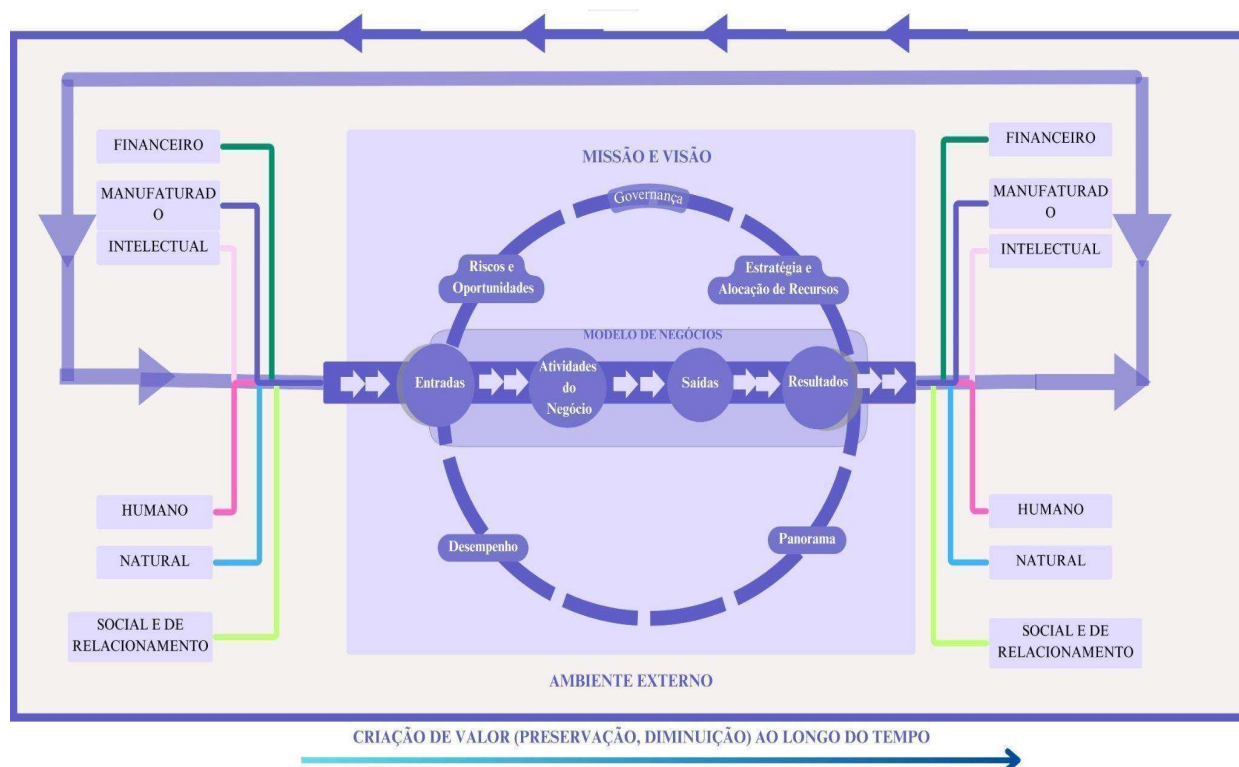 FINANCEIRO
MANUFATURAD
O
INTELECTUAL
HUMANO
NATURAL
SOCIAL E DE
RELACIONAMENTO
MISSÃO E VISÃO
Governança
Riscos e
Oportunidades
Estratégia e
Alocação de Recursos
MODELO DE NEGÓCIOS
Entradas
Atividades
do
Negócio
Saídas
Resultados
Desempenho
Panorama
AMBIENTE EXTERNO
FINANCEIRO
MANUFATURAD
O
INTELECTUAL
HUMANO
NATURAL
SOCIAL E DE
RELACIONAMENTO
CRIAÇÃO DE VALOR (PRESERVAÇÃO, DIMINUIÇÃO) AO LONGO DO TEMPO